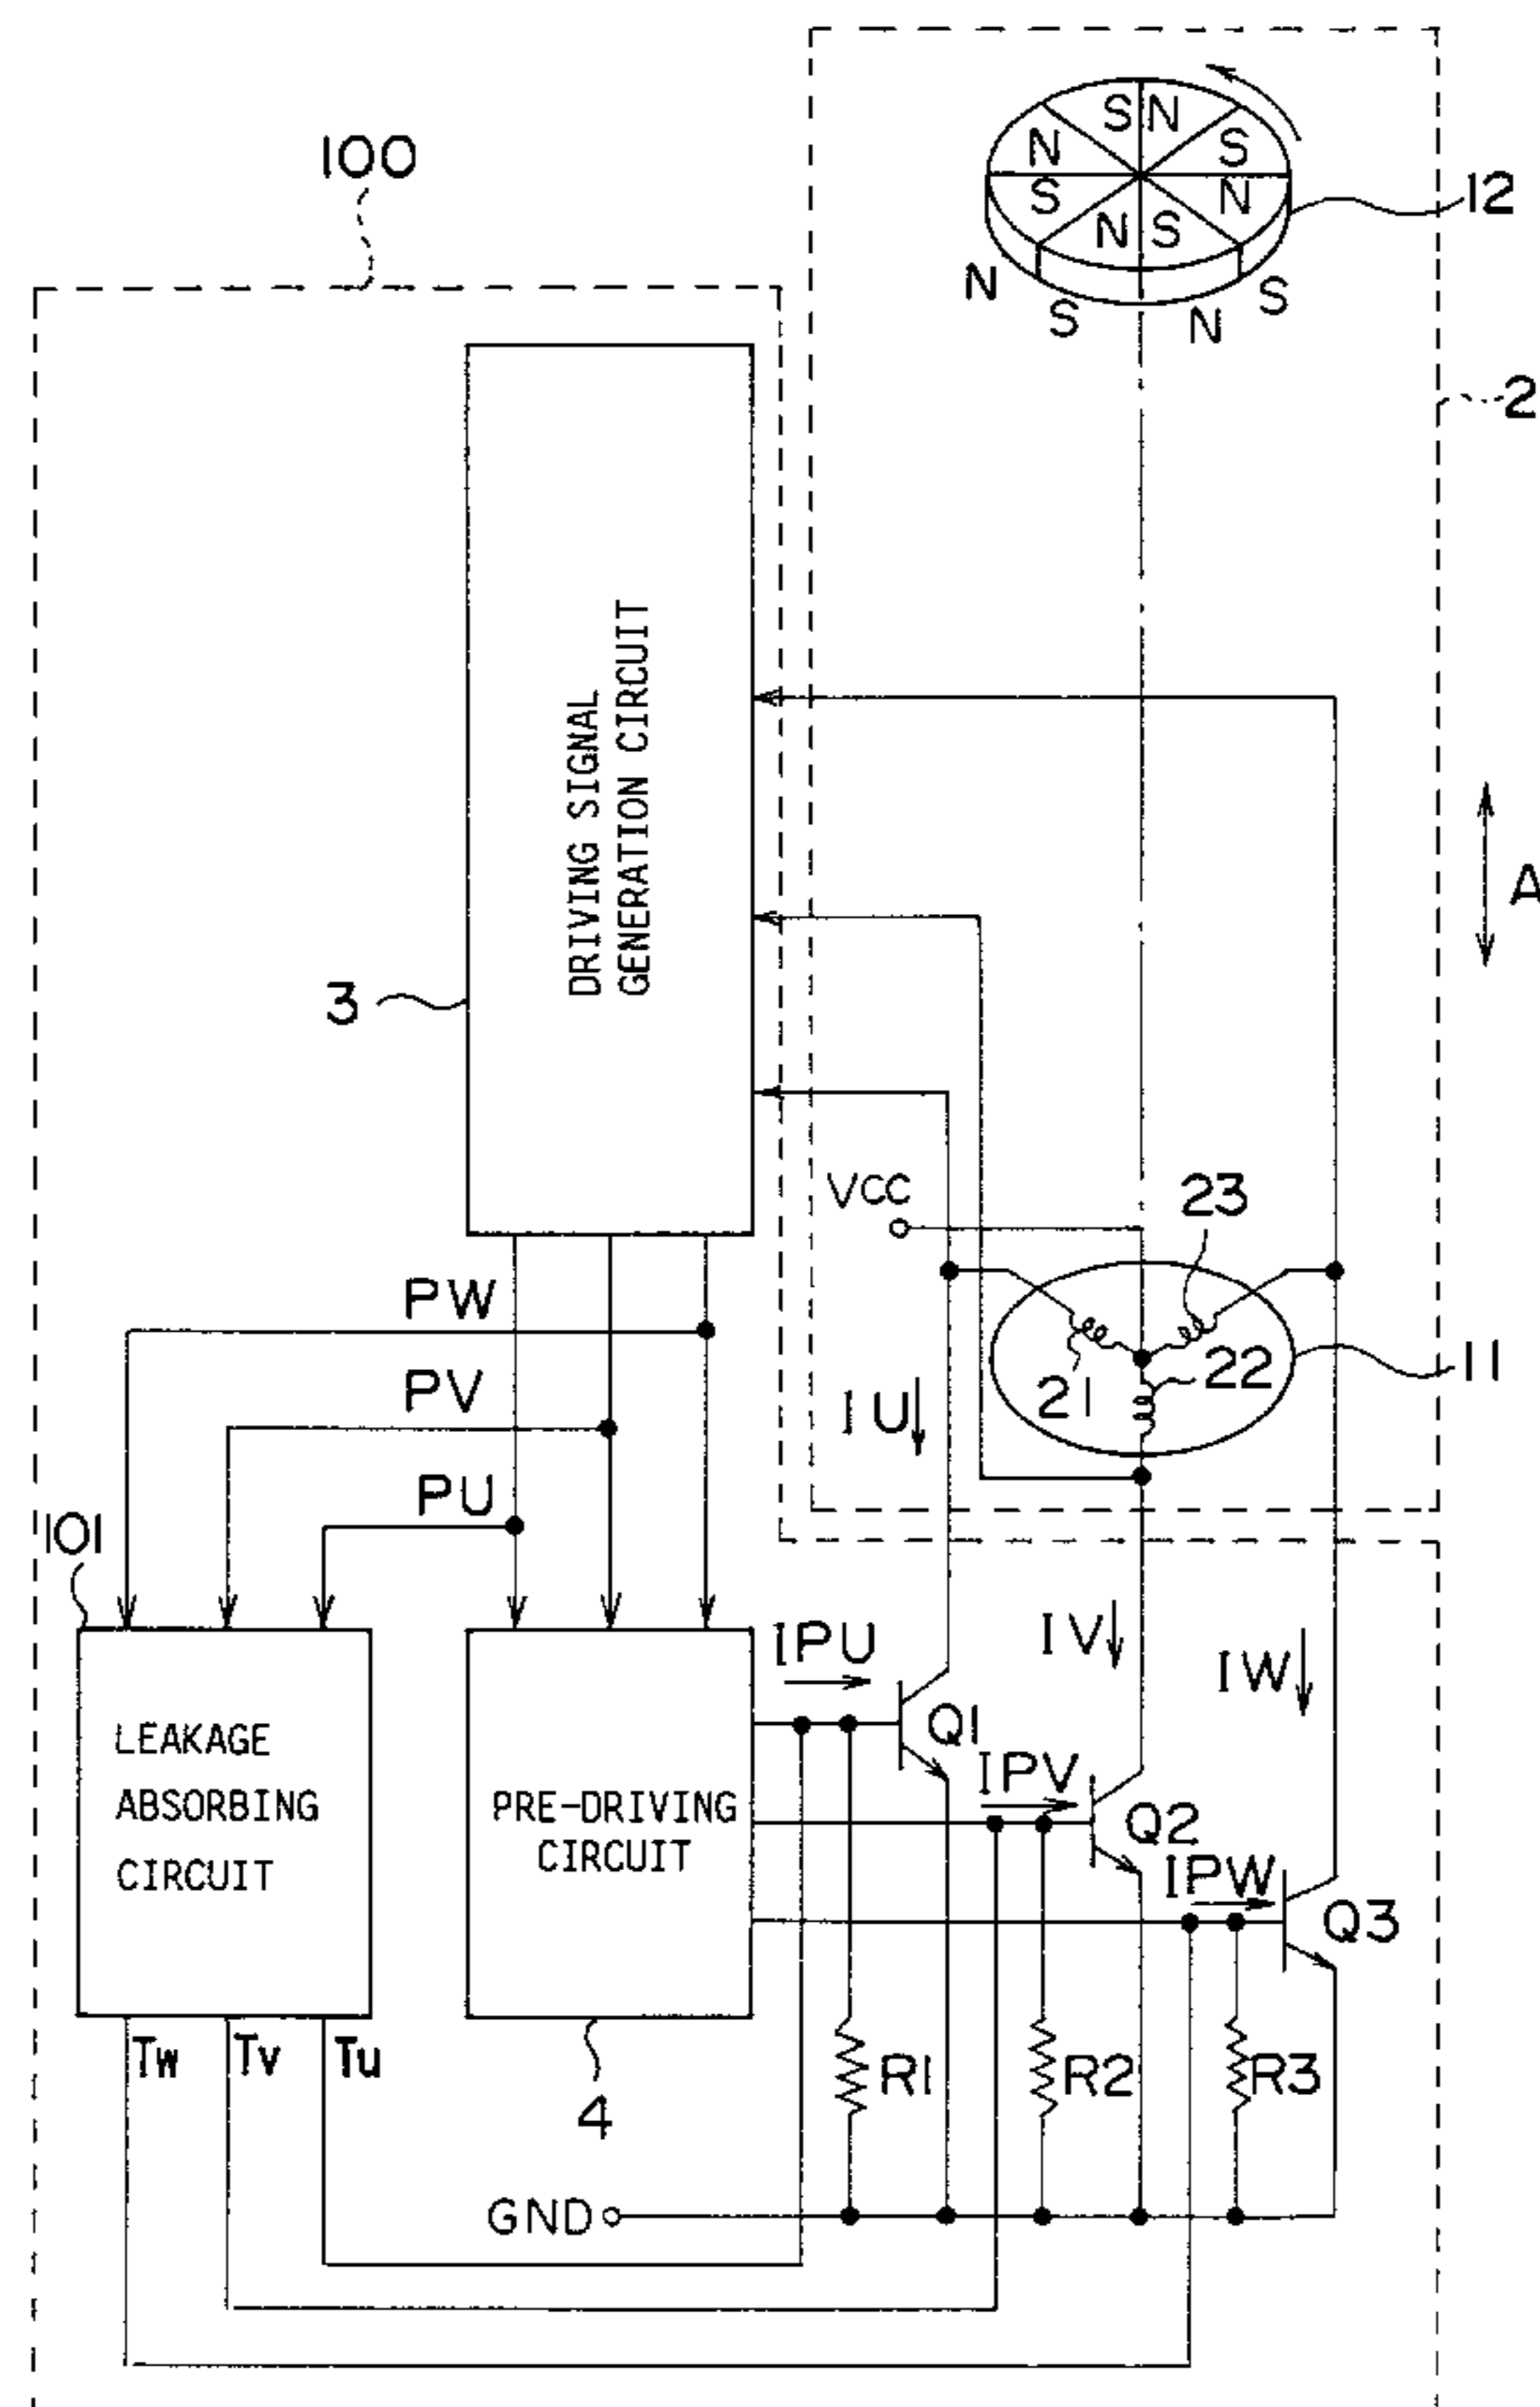 100
S N
N S
S N
N S
N S
S N
12
2
DRIVING SIGNAL
GENERATION CIRCUIT
A
3
VCC
23
PW
21
22
11
PV
IU
PU
101
IPU
IV
IW
LEAKAGE
ABSORBING
CIRCUIT
PRE-DRIVING
CIRCUIT
Q1
IPV
Q2
IPW
Q3
Tw Tv Tu
4
R1
R2
R3
GND